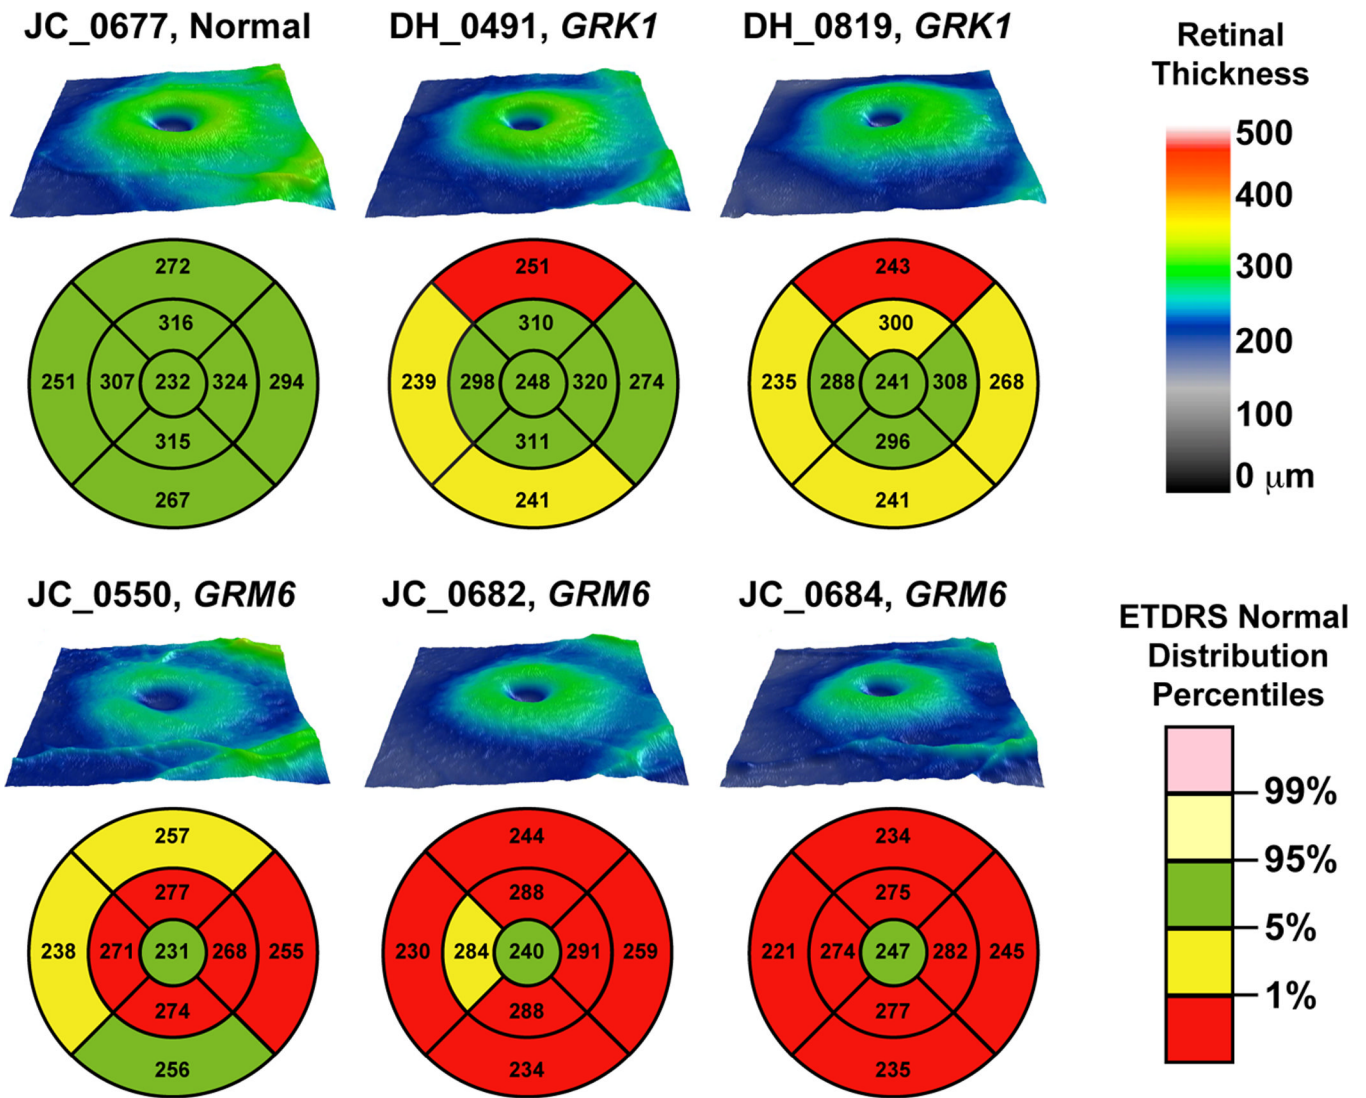 JC_0677, Normal
DH_0491, GRK1
DH_0819, GRK1
Retinal
Thickness
500
400
300
200
100
0 μm
272
316
251 307 232 324 294
315
267
251
310
239 298 248 320 274
311
241
243
300
235 288 241 308 268
296
241
JC_0550, GRM6
JC_0682, GRM6
JC_0684, GRM6
ETDRS Normal
Distribution
Percentiles
99%
95%
5%
1%
257
277
238 271 231 268 255
274
256
244
288
230 284 240 291 259
288
234
234
275
221 274 247 282 245
277
235